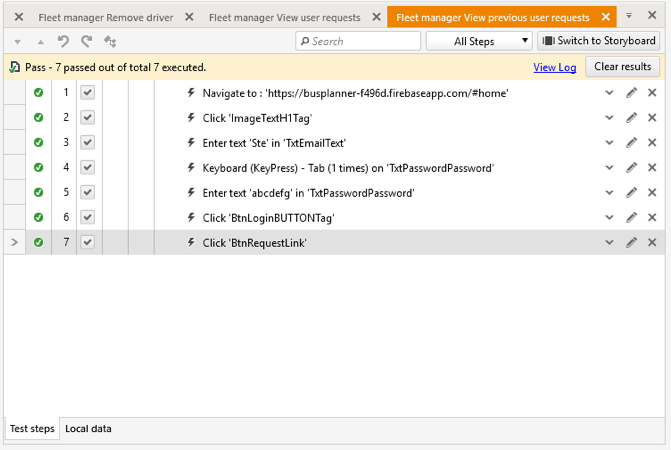 Fleet manager Remove driver Fleet manager View user requests Fleet manager View previous user requests
Search All Steps Switch to Storyboard
Pass - 7 passed out of total 7 executed. View Log Clear results
1 Navigate to : 'https://busplanner-f496d.firebaseapp.com/#home'
2 Click 'ImageTextH1Tag'
3 Enter text 'Ste' in 'TxtEmailText'
4 Keyboard (KeyPress) - Tab (1 times) on 'TxtPasswordPassword'
5 Enter text 'abcdefg' in 'TxtPasswordPassword'
6 Click 'BtnLoginBUTTONTag'
7 Click 'BtnRequestLink'
Test steps Local data